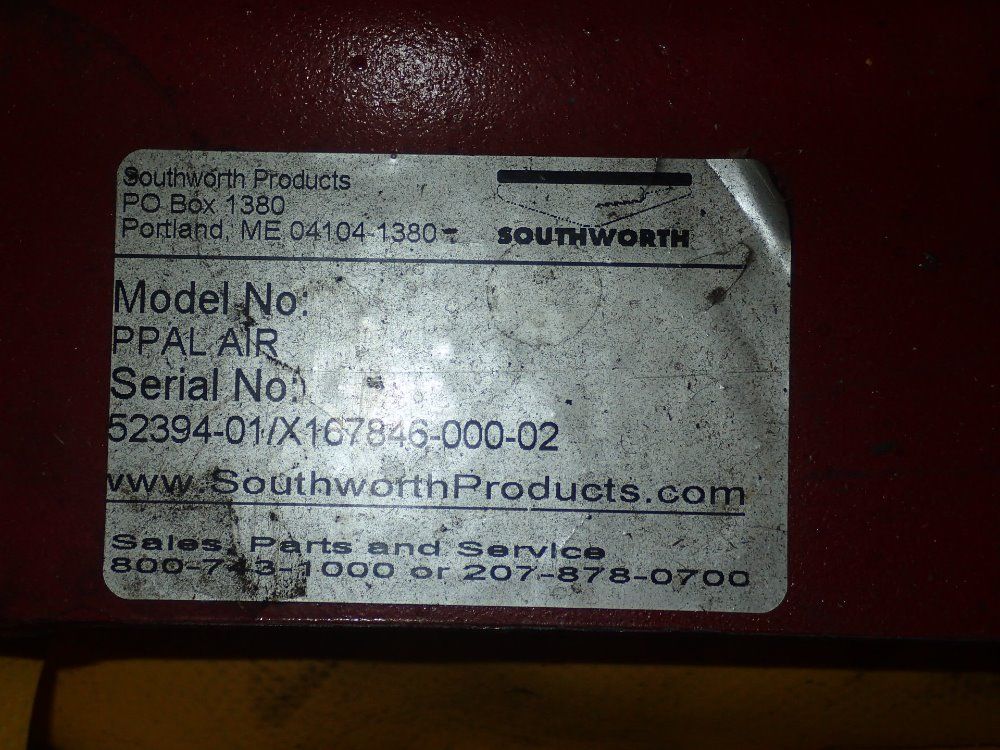 Southworth Products
PO Box 1380
Portland, ME 04104-1380
SOUTHWORTH
Model No:
PPAL AIR
Serial No:
52394-01/X167846-000-02
www.SouthworthProducts.com
Sales, Parts and Service
800-743-1000 or 207-878-0700